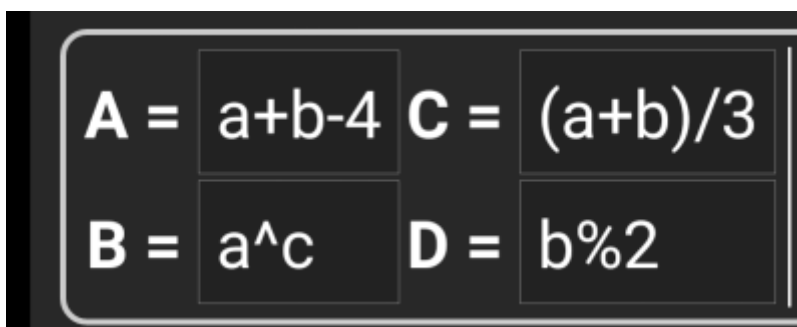 A = a+b-4 C = (a+b)/3
B = a^c D = b%2